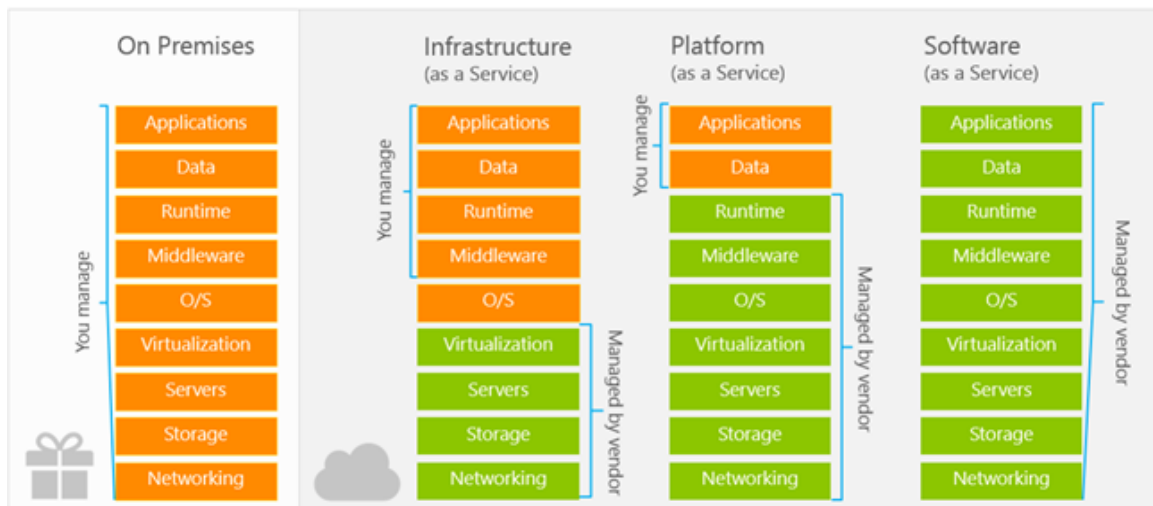 On Premises
You manage
Applications
Data
Runtime
Middleware
O/S
Virtualization
Servers
Storage
Networking
Infrastructure
(as a Service)
You manage
Applications
Data
Runtime
Middleware
O/S
Virtualization
Servers
Storage
Networking
Managed by vendor
Platform
(as a Service)
You manage
Applications
Data
Runtime
Middleware
O/S
Virtualization
Servers
Storage
Networking
Managed by vendor
Software
(as a Service)
Applications
Data
Runtime
Middleware
O/S
Virtualization
Servers
Storage
Networking
Managed by vendor